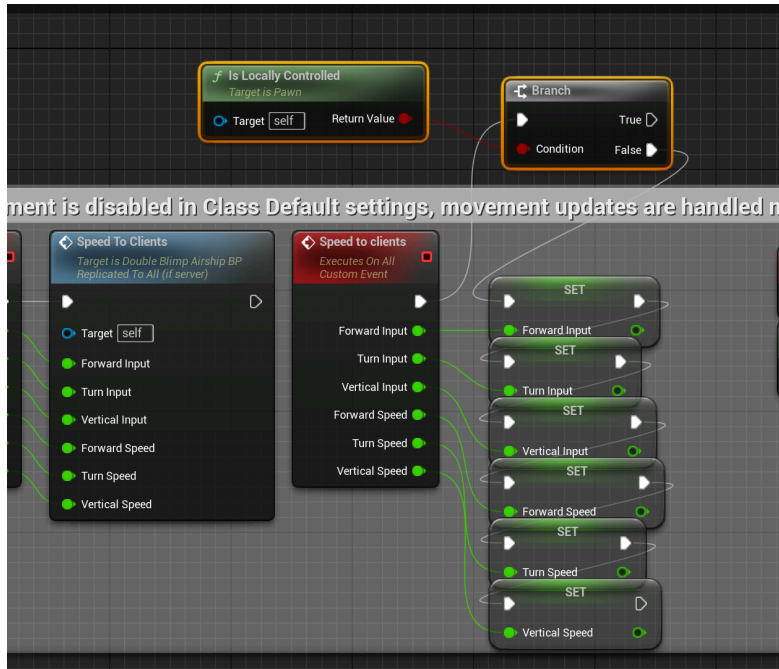 Is Locally Controlled
Target is Pawn
Target self Return Value
Branch
True
Condition False
ment is disabled in Class Default settings, movement updates are handled
Speed To Clients
Target is Double Blimp Airship BP
Replicated To All (if server)
Target self
Forward Input
Turn Input
Vertical Input
Forward Speed
Turn Speed
Vertical Speed
Speed to clients
Executes On All
Custom Event
Forward Input
Turn Input
Vertical Input
Forward Speed
Turn Speed
Vertical Speed
SET
Forward Input
SET
Turn Input
SET
Vertical Input
SET
Forward Speed
SET
Turn Speed
SET
Vertical Speed